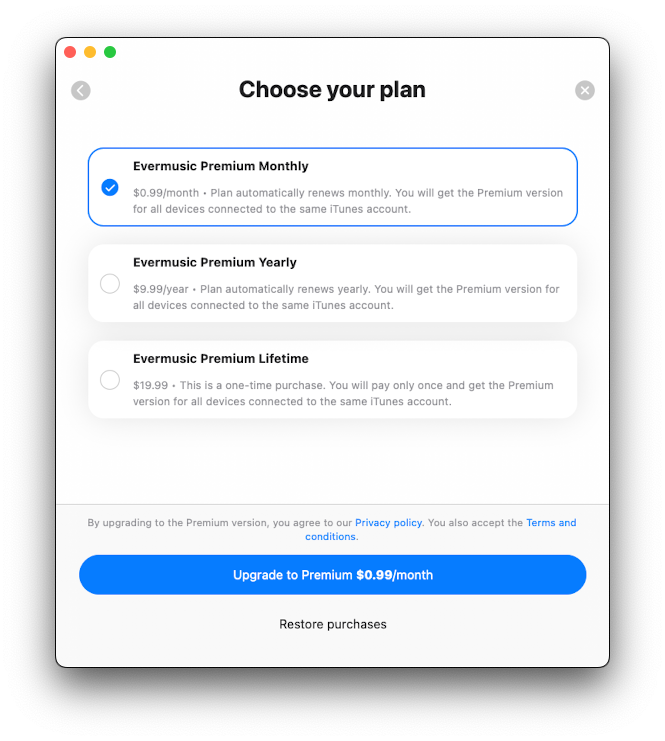 Choose your plan
Evermusic Premium Monthly
$0.99/month • Plan automatically renews monthly. You will get the Premium version
for all devices connected to the same iTunes account.
Evermusic Premium Yearly
$9.99/year • Plan automatically renews yearly. You will get the Premium version for
all devices connected to the same iTunes account.
Evermusic Premium Lifetime
$19.99 • This is a one-time purchase. You will pay only once and get the Premium
version for all devices connected to the same iTunes account.
By upgrading to the Premium version, you agree to our Privacy policy. You also accept the Terms and
conditions.
Upgrade to Premium $0.99/month
Restore purchases